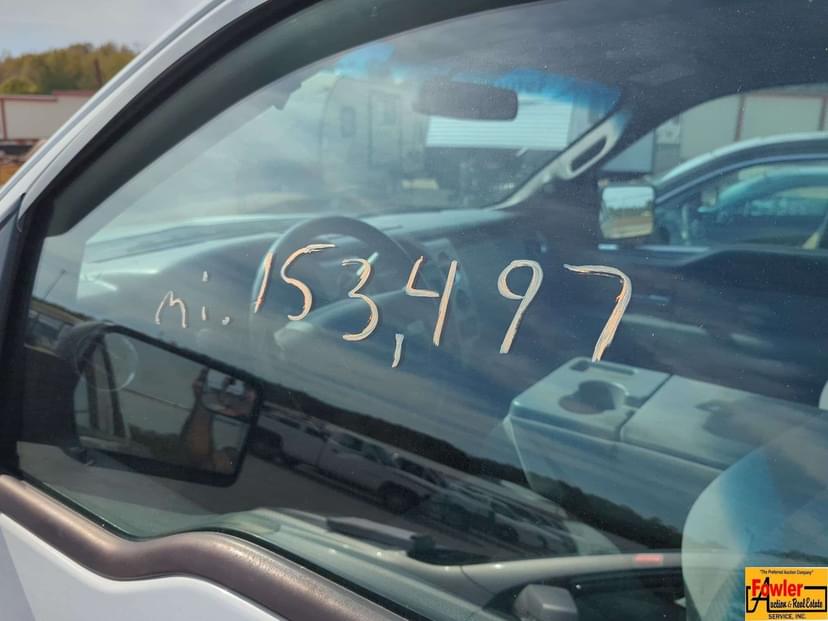 mi. 153,497
"The Preferred Auction Company"
Fowler
Auction & Real Estate
SERVICE, INC.